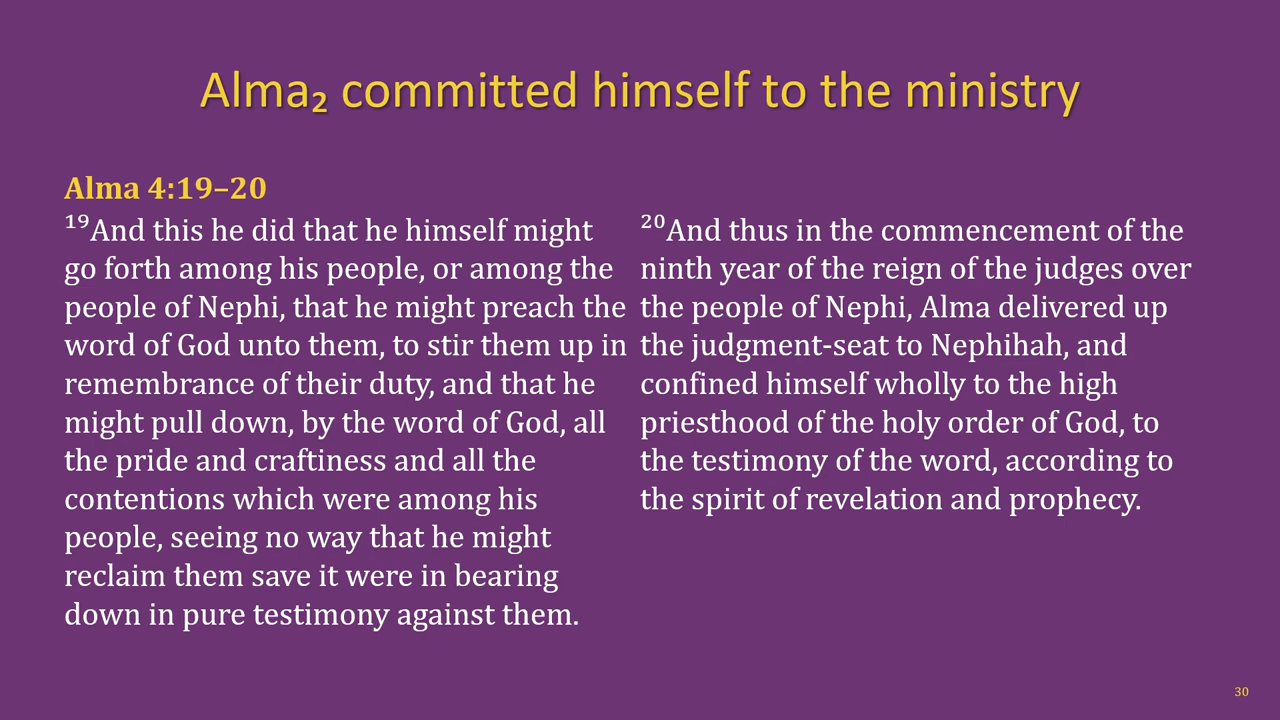 Alma₂ committed himself to the ministry
Alma 4:19–20
¹⁹And this he did that he himself might
go forth among his people, or among the
people of Nephi, that he might preach the
word of God unto them, to stir them up in
remembrance of their duty, and that he
might pull down, by the word of God, all
the pride and craftiness and all the
contentions which were among his
people, seeing no way that he might
reclaim them save it were in bearing
down in pure testimony against them.
²⁰And thus in the commencement of the
ninth year of the reign of the judges over
the people of Nephi, Alma delivered up
the judgment-seat to Nephihah, and
confined himself wholly to the high
priesthood of the holy order of God, to
the testimony of the word, according to
the spirit of revelation and prophecy.
30